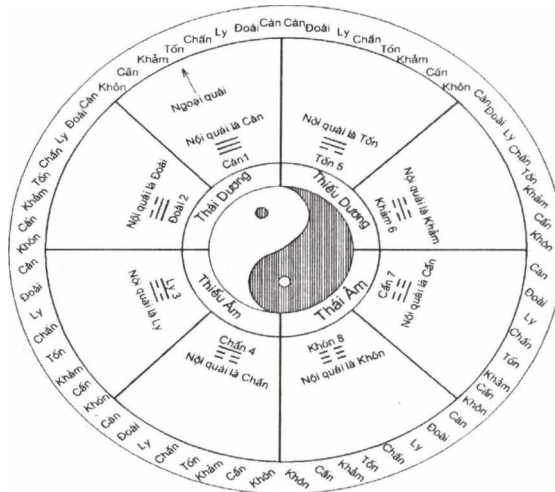 Khôn Cấn Khảm Tốn Chấn Ly Đoài Càn
Càn Đoài Ly Chấn Tốn Khảm Cấn Khôn
Càn Đoài Ly Chấn Tốn Khảm Cấn Khôn
Càn Đoài Ly Chấn Tốn Khảm Cấn Khôn
Ngoại quái
Nội quái là Càn
Càn 1
Nội quái là Tốn
Tốn 5
Nội quái là Đoài
Đoài 2
Nội quái là Khảm
Khảm 6
Thái Dương
Thiếu Dương
Thiếu Âm
Thái Âm
Ly 3
Nội quái là Ly
Cấn 7
Nội quái là Cấn
Chấn 4
Nội quái là Chấn
Khôn 8
Nội quái là Khôn
Càn Đoài Ly Chấn Tốn Khảm Cấn Khôn
Càn Đoài Ly Chấn Tốn Khảm Cấn Khôn
Càn Đoài Ly Chấn Tốn Khảm Cấn Khôn
Khôn Cấn Khảm Tốn Chấn Ly Đoài Càn